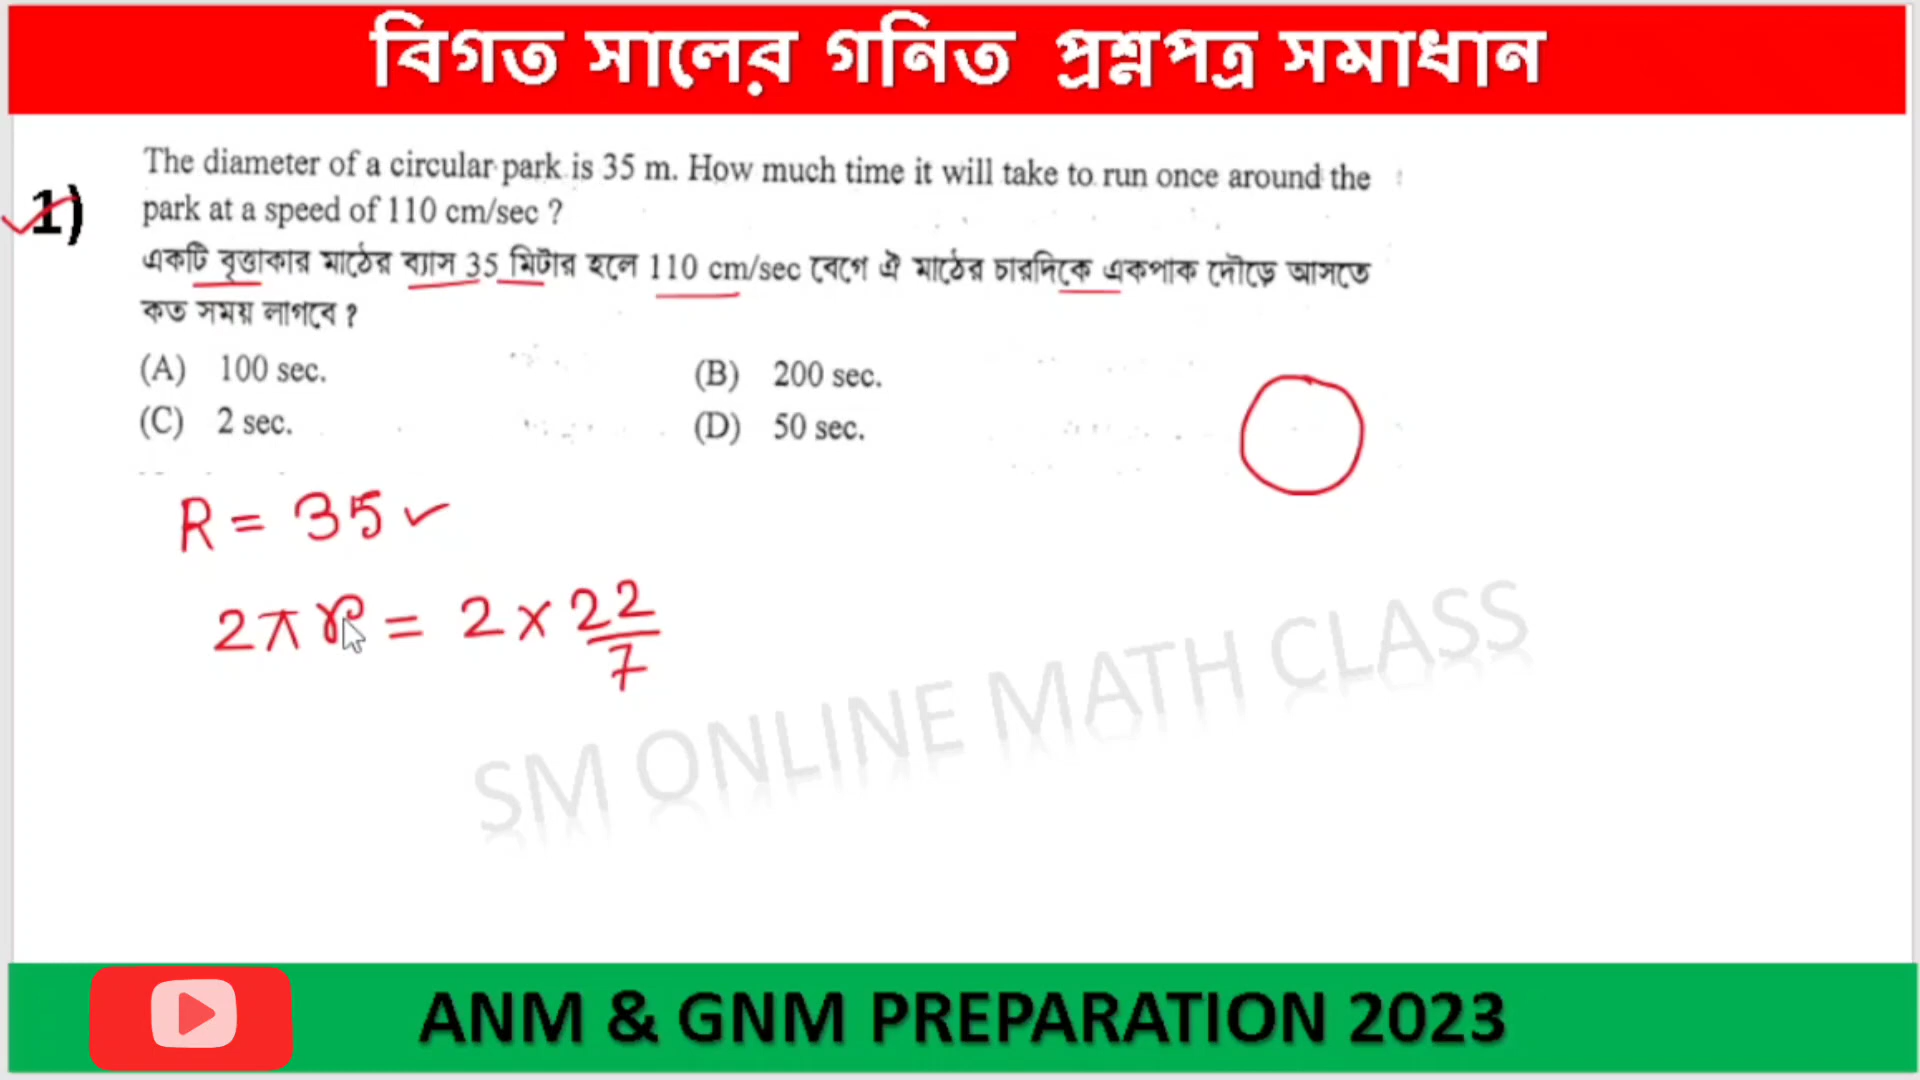 বিগত সালের গনিত প্রশ্নপত্র সমাধান
1)
The diameter of a circular park is 35 m. How much time it will take to run once around the
park at a speed of 110 cm/sec ?
একটি বৃত্তাকার মাঠের ব্যাস 35 মিটার হলে 110 cm/sec বেগে ঐ মাঠের চারদিকে একপাক দৌড়ে আসতে
কত সময় লাগবে ?
(A) 100 sec. (B) 200 sec.
(C) 2 sec. (D) 50 sec.
R = 35 ✓
2πr = 2 × 22/7
SM ONLINE MATH CLASS
ANM & GNM PREPARATION 2023